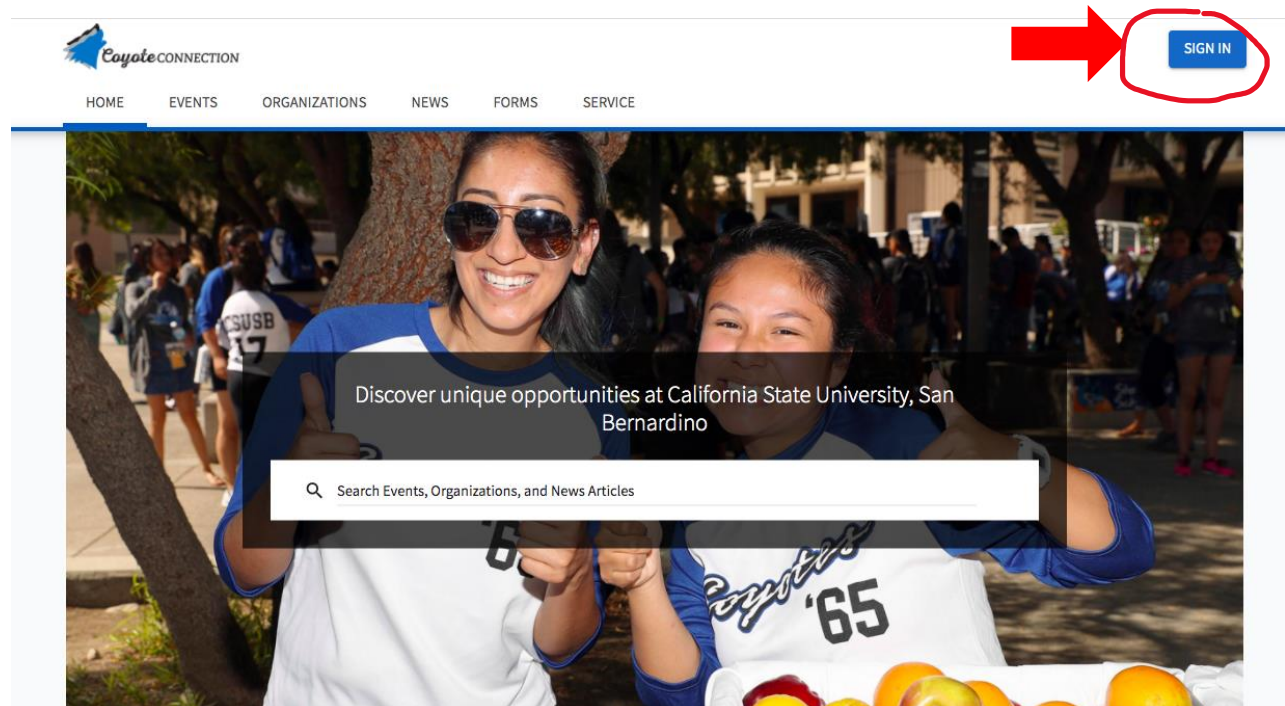 Coyote CONNECTION
SIGN IN
HOME EVENTS ORGANIZATIONS NEWS FORMS SERVICE
CSUSB
17
Discover unique opportunities at California State University, San
Bernardino
Search Events, Organizations, and News Articles
Coyotes
'65